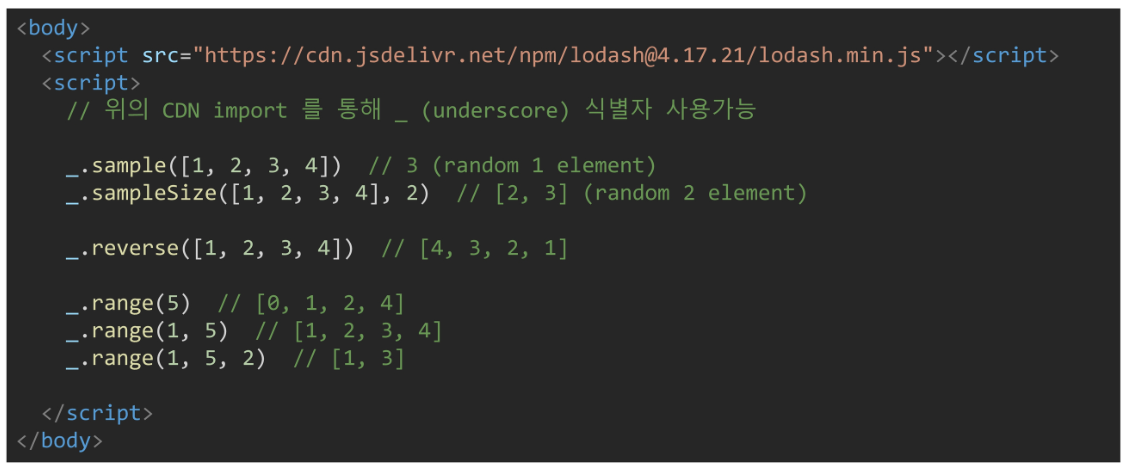 <body>
<script src="https://cdn.jsdelivr.net/npm/lodash@4.17.21/lodash.min.js"></script>
<script>
// 위의 CDN import 를 통해 _ (underscore) 식별자 사용가능
_.sample([1, 2, 3, 4]) // 3 (random 1 element)
_.sampleSize([1, 2, 3, 4], 2) // [2, 3] (random 2 element)
_.reverse([1, 2, 3, 4]) // [4, 3, 2, 1]
_.range(5) // [0, 1, 2, 4]
_.range(1, 5) // [1, 2, 3, 4]
_.range(1, 5, 2) // [1, 3]
</script>
</body>